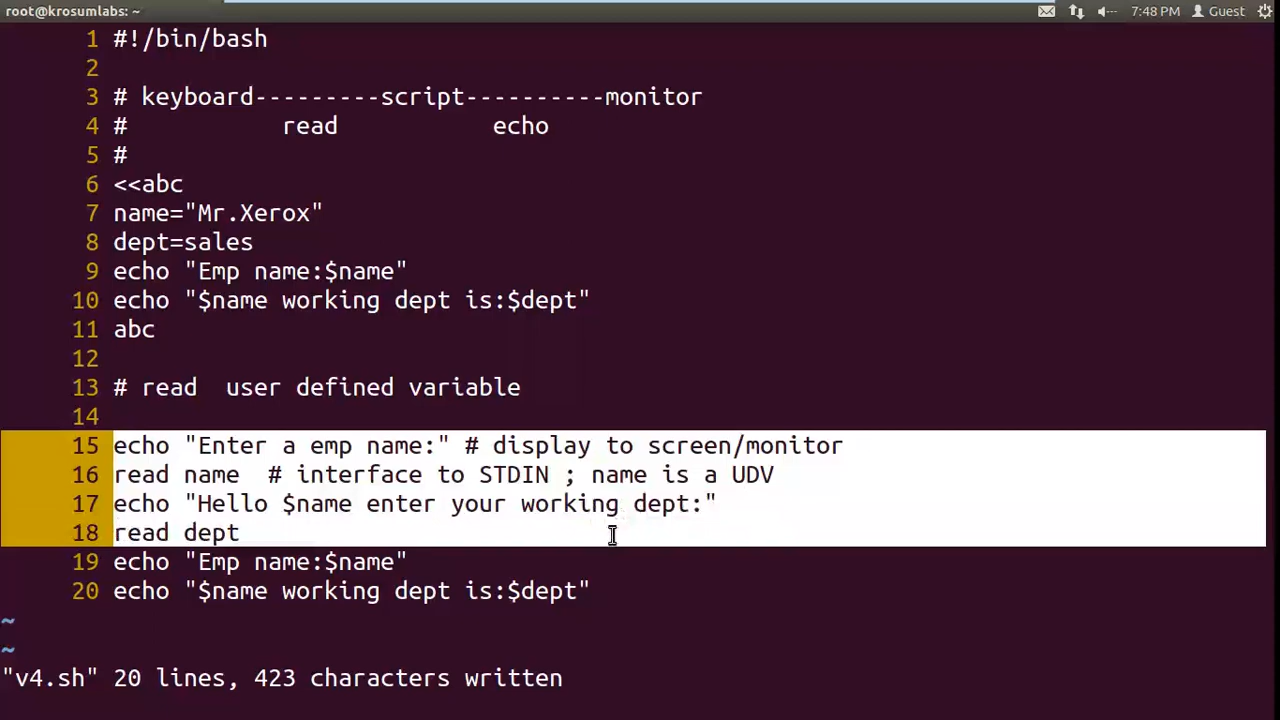 root@krosumlabs: ~
7:48 PM
Guest
1 #!/bin/bash
2
3 # keyboard---------script----------monitor
4 #           read           echo
5 #
6 <<abc
7 name="Mr.Xerox"
8 dept=sales
9 echo "Emp name:$name"
10 echo "$name working dept is:$dept"
11 abc
12
13 # read  user defined variable
14
15 echo "Enter a emp name:" # display to screen/monitor
16 read name  # interface to STDIN ; name is a UDV
17 echo "Hello $name enter your working dept:"
18 read dept
19 echo "Emp name:$name"
20 echo "$name working dept is:$dept"
~
~
"v4.sh" 20 lines, 423 characters written